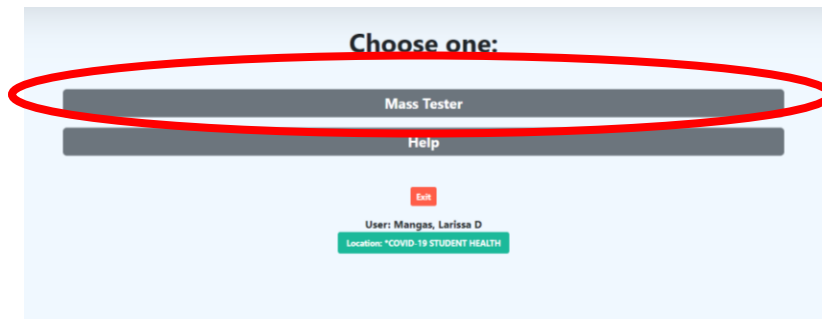 Choose one:
Mass Tester
Help
Exit
User: Mangas, Larissa D
Location: *COVID-19 STUDENT HEALTH